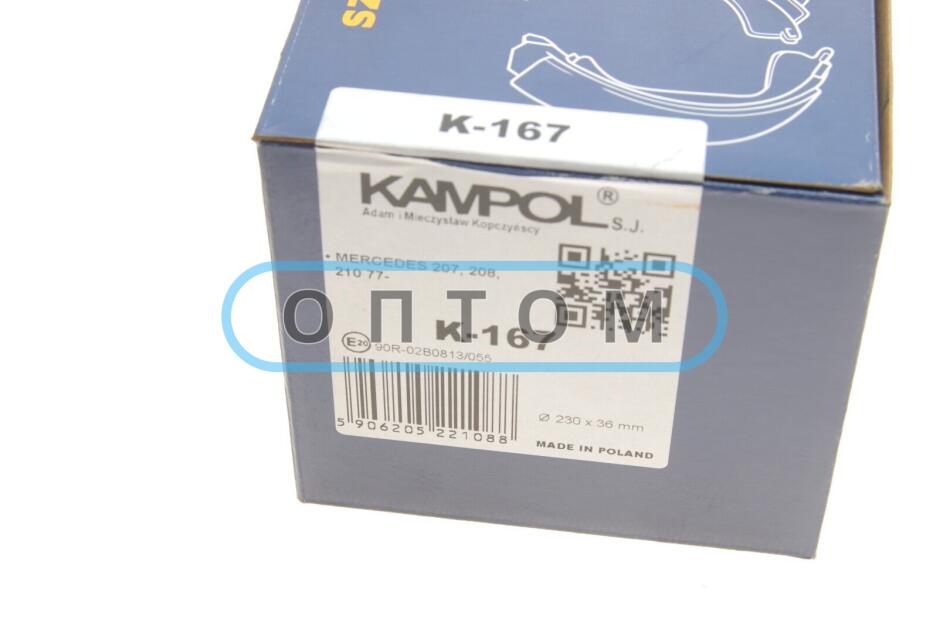 SZ
K-167
KAMPOL® S.J.
Adam i Mieczysław Kopczyńscy
• MERCEDES 207, 208,
210 77-
ОПТОМ
K-167
E20 90R-02B0813/055
5 906205 221088
Ø 230 x 36 mm
MADE IN POLAND